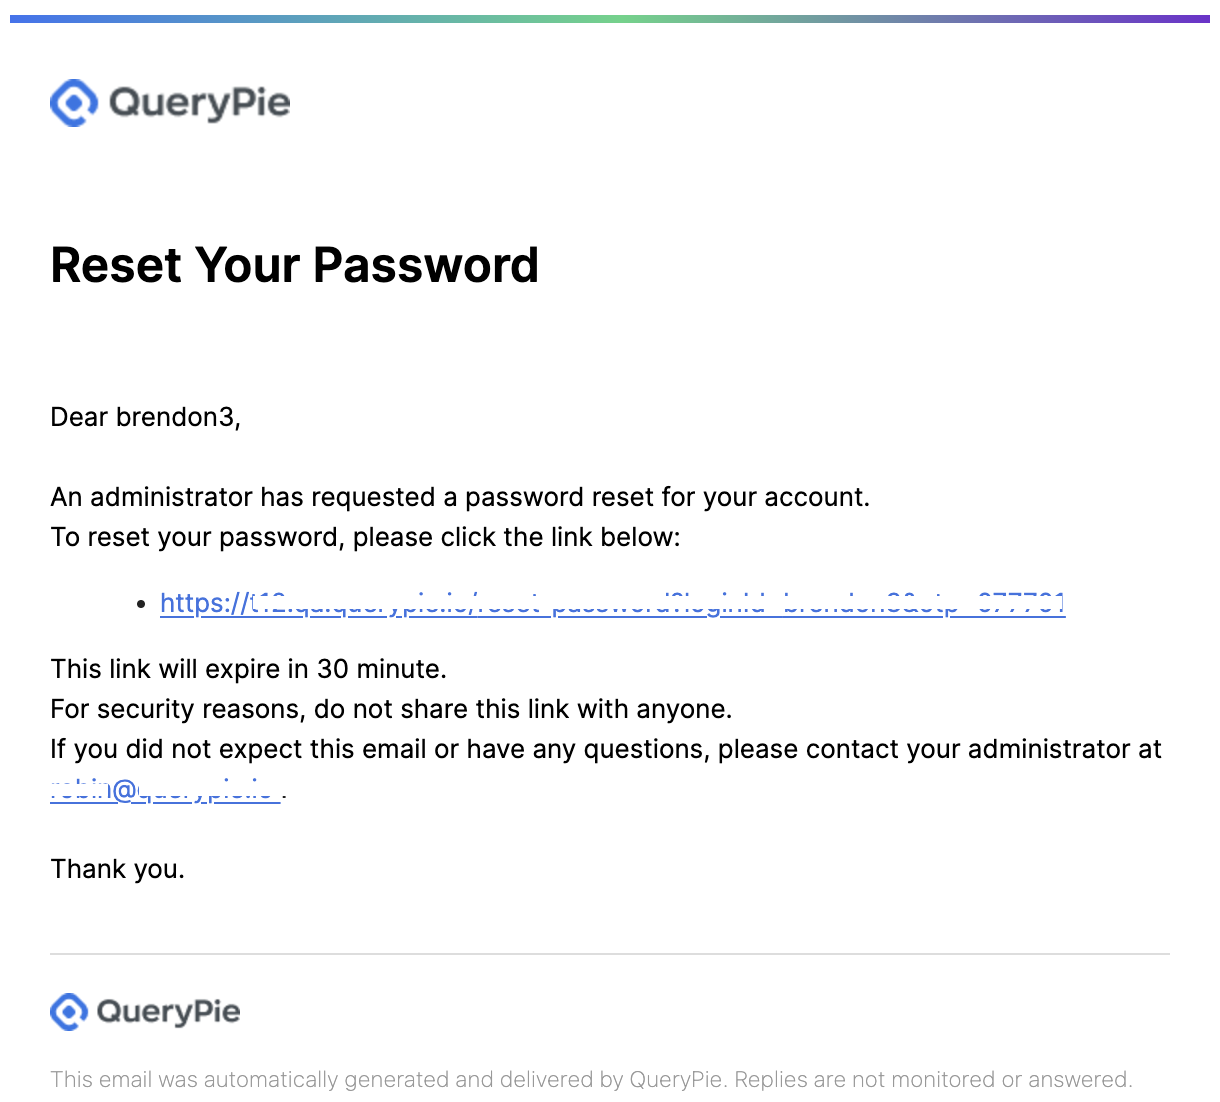 QueryPie
Reset Your Password
Dear brendon3,
An administrator has requested a password reset for your account.
To reset your password, please click the link below:
https://
This link will expire in 30 minute.
For security reasons, do not share this link with anyone.
If you did not expect this email or have any questions, please contact your administrator at
Thank you.
QueryPie
This email was automatically generated and delivered by QueryPie. Replies are not monitored or answered.